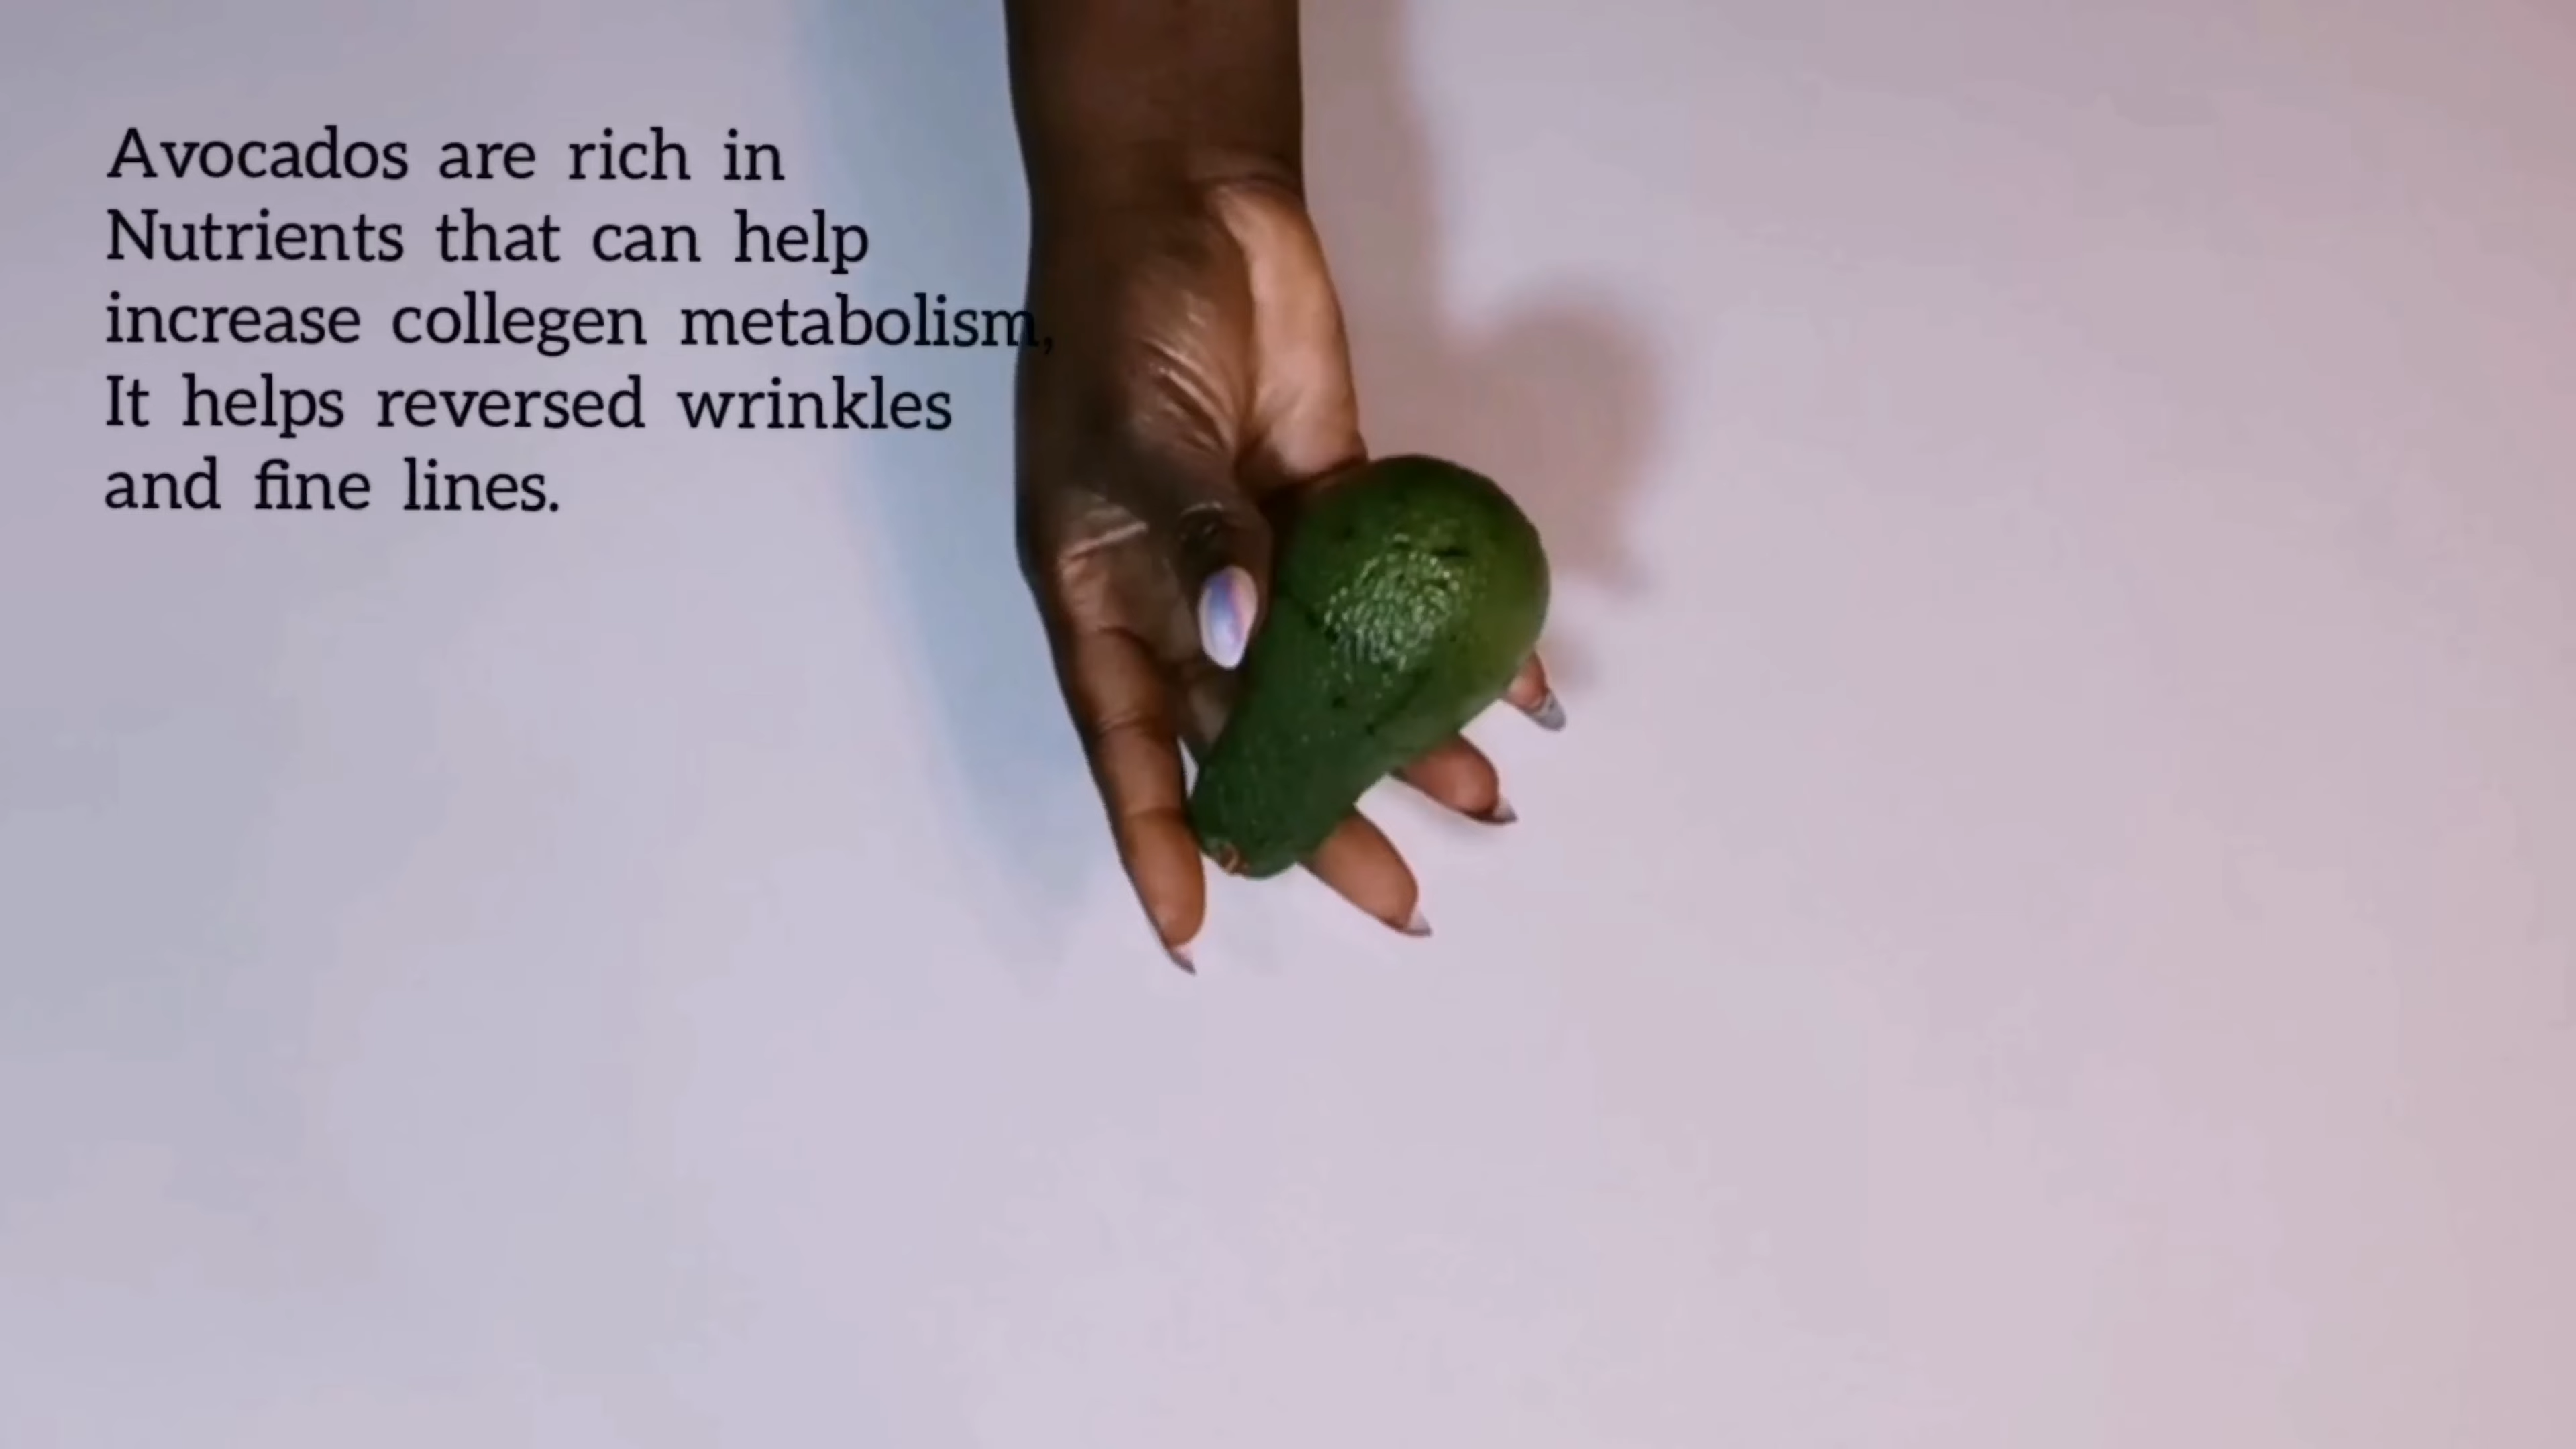 Avocados are rich in
Nutrients that can help
increase collegen metabolism,
It helps reversed wrinkles
and fine lines.